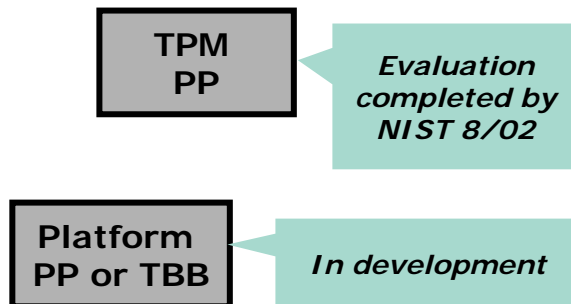 TPM
PP
Evaluation
completed by
NIST 8/02
Platform
PP or TBB
In development